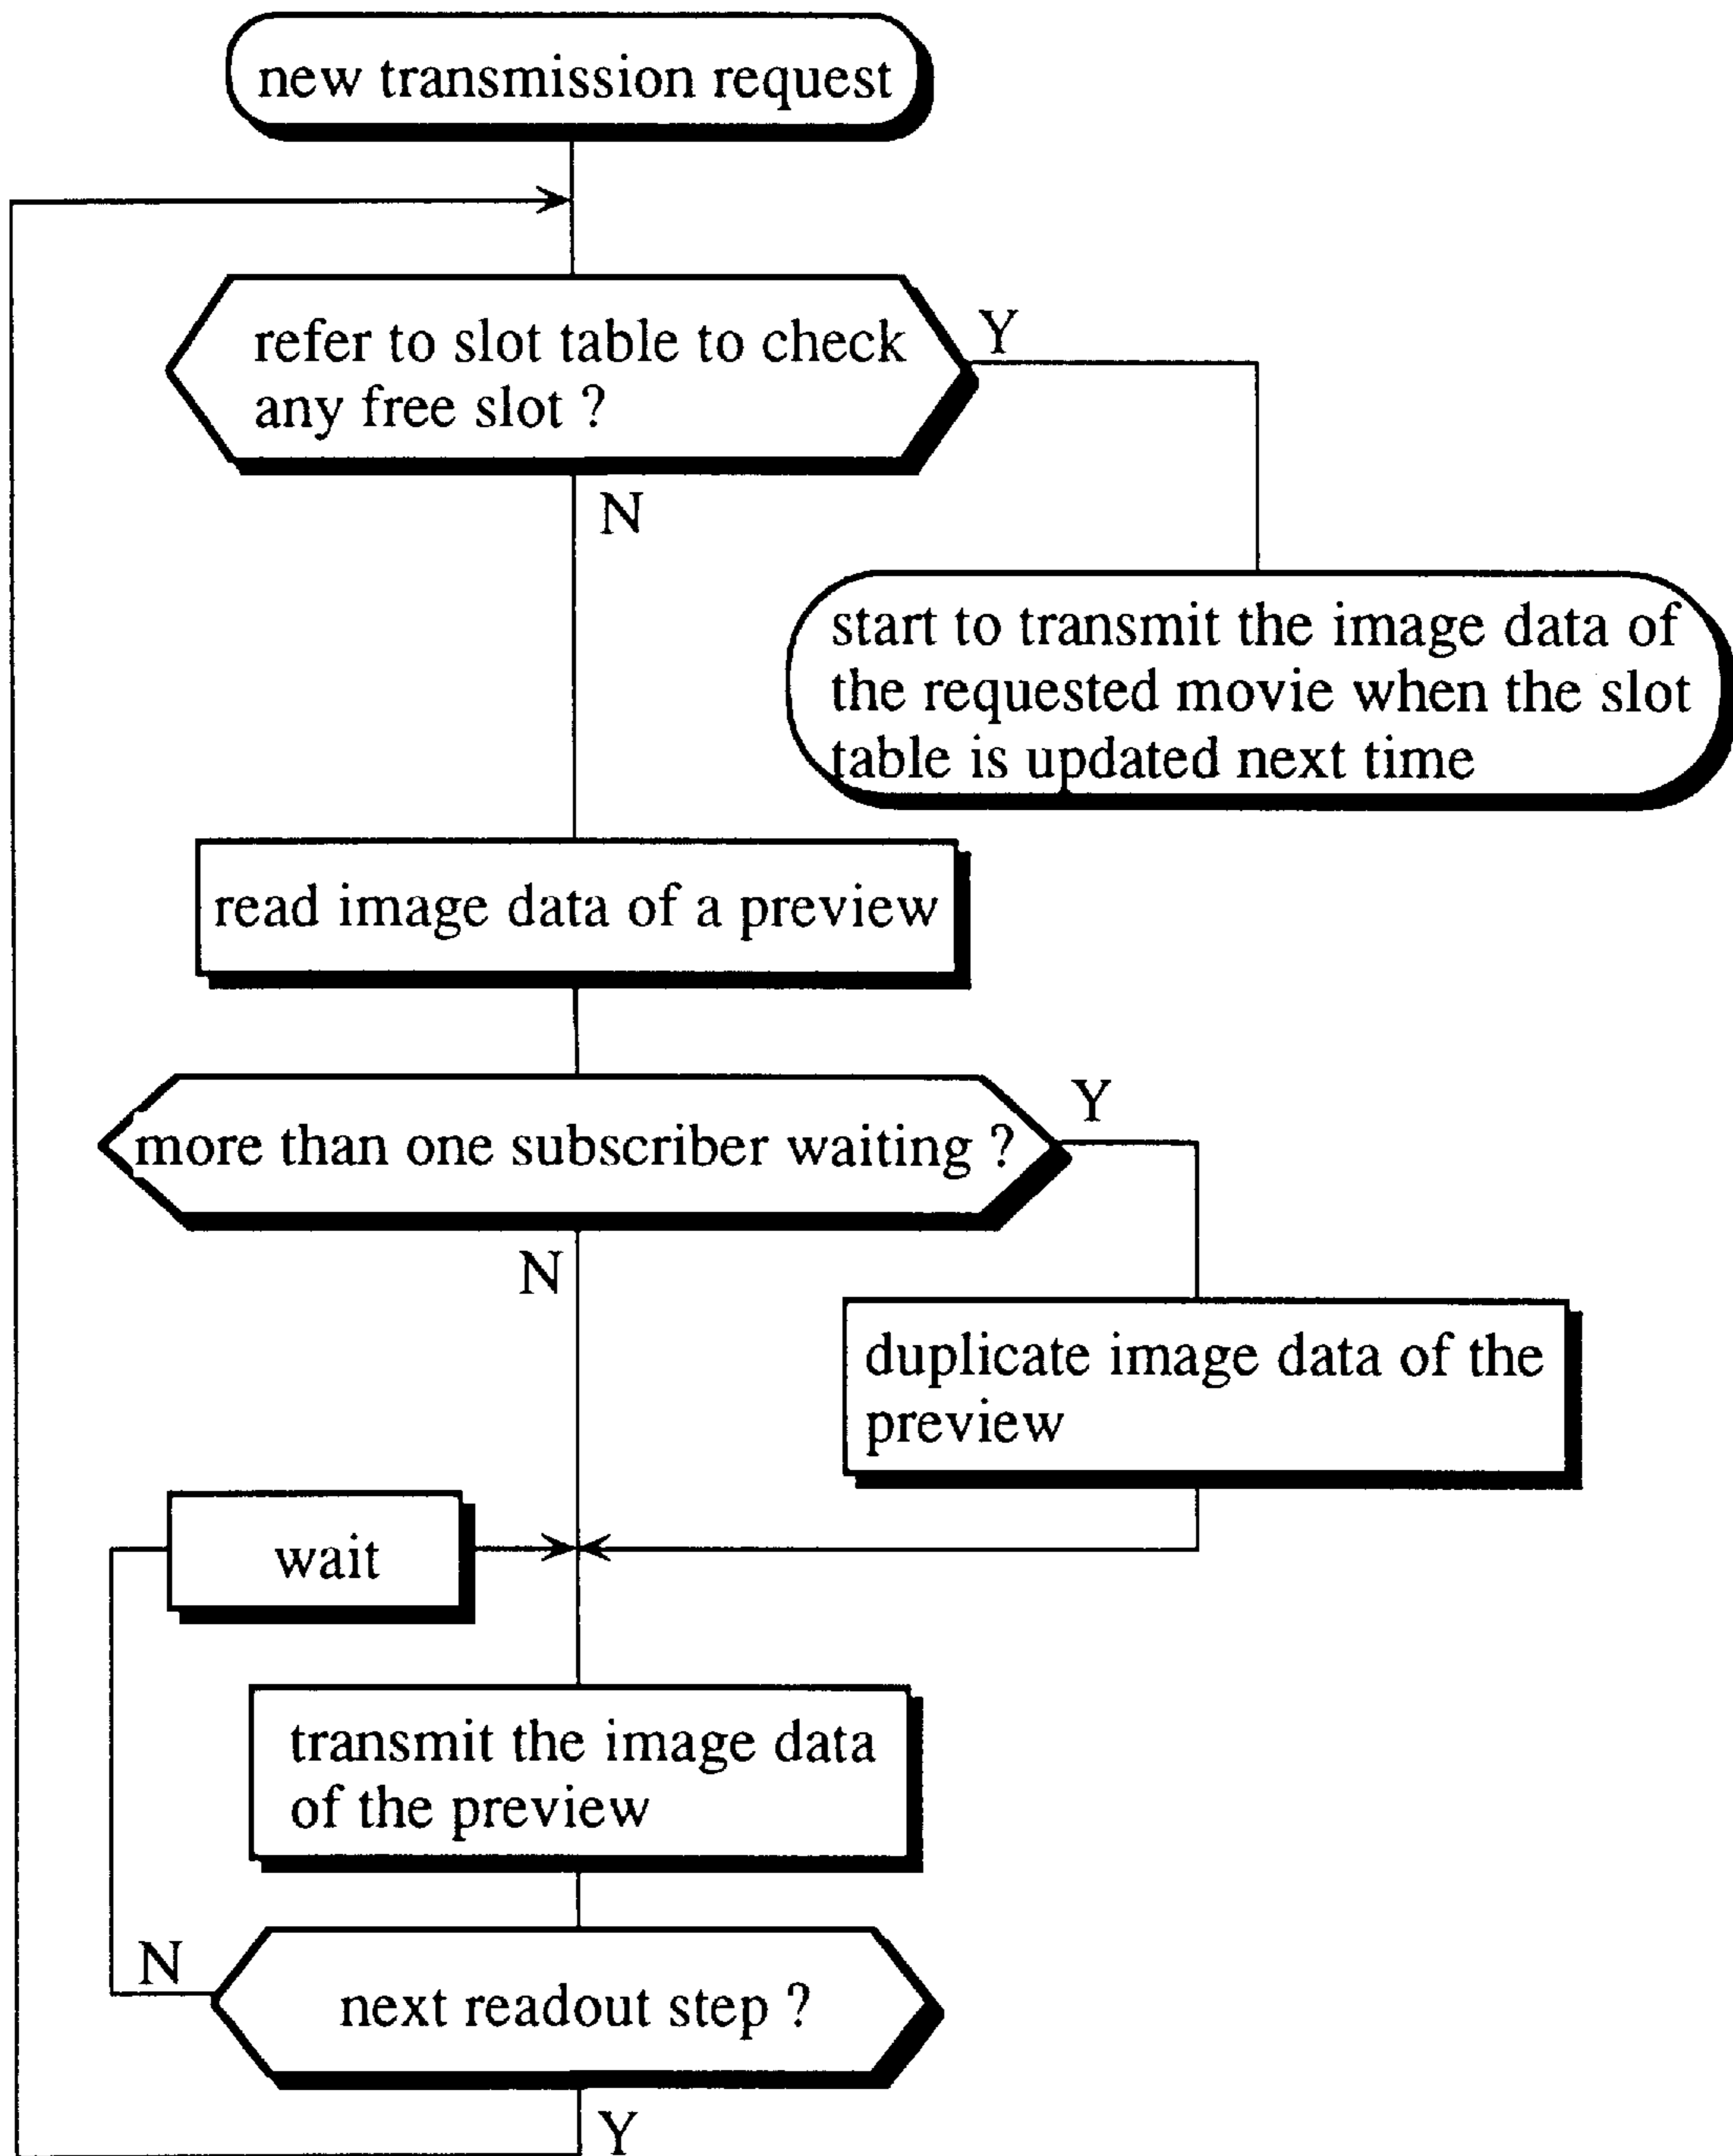 new transmission request
refer to slot table to check
any free slot ?
Y
N
start to transmit the image data of
the requested movie when the slot
table is updated next time
read image data of a preview
more than one subscriber waiting ?
Y
N
duplicate image data of the
preview
wait
transmit the image data
of the preview
N
next readout step ?
Y